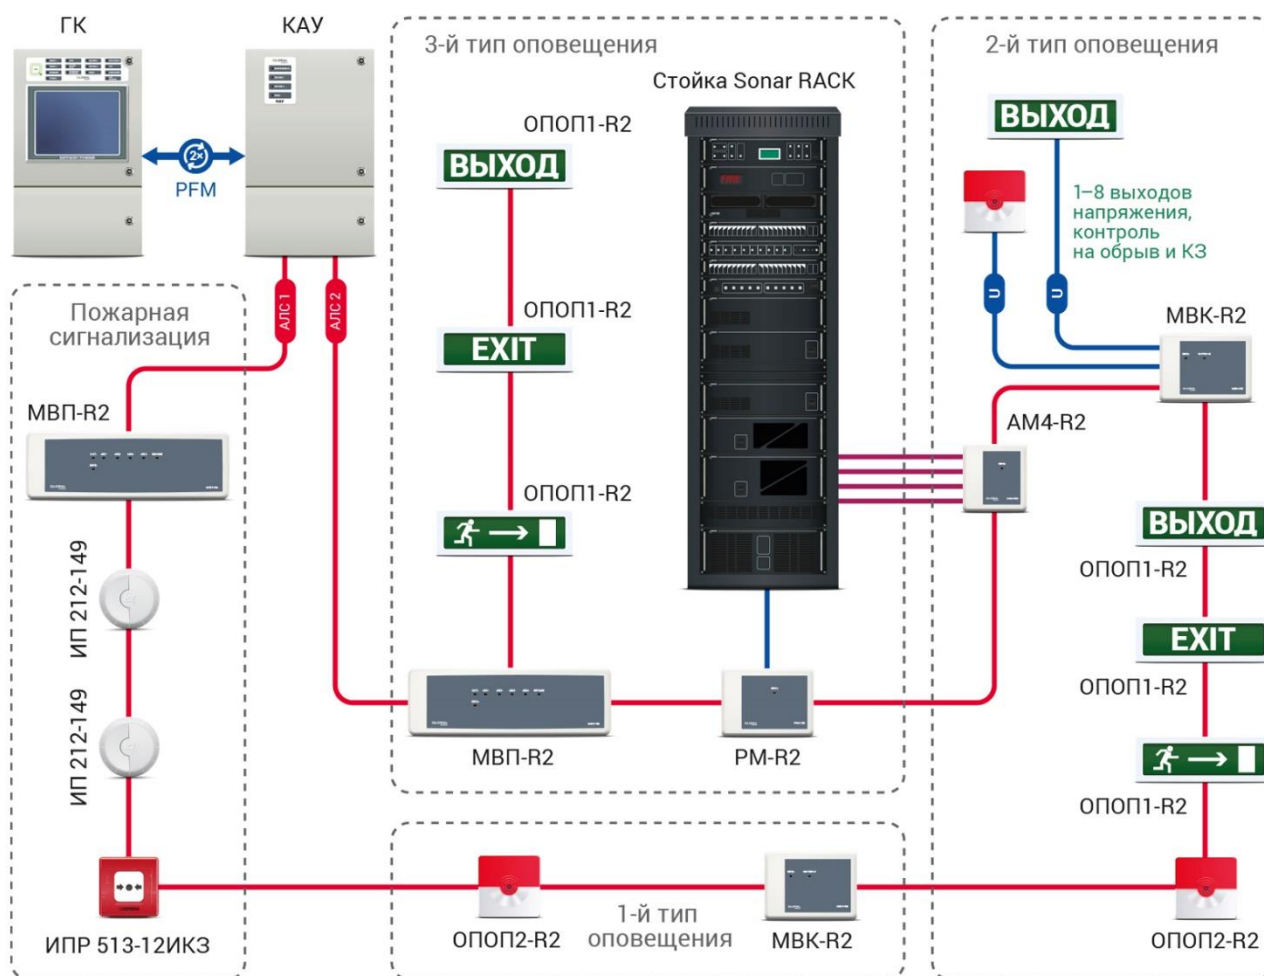 ГК
КАУ
3-й тип оповещения
2-й тип оповещения
Стойка Sonar RACK
ОПОП1-R2
ВЫХОД
ВЫХОД
2×
PFM
1–8 выходов
напряжения,
контроль
на обрыв и КЗ
АЛС 1
АЛС 2
U
U
Пожарная
сигнализация
ОПОП1-R2
EXIT
МВК-R2
МВП-R2
АМ4-R2
ОПОП1-R2
ВЫХОД
ОПОП1-R2
ИП 212-149
EXIT
ОПОП1-R2
ИП 212-149
МВП-R2
РМ-R2
ОПОП1-R2
ИПР 513-12ИКЗ
ОПОП2-R2
1-й тип
оповещения
МВК-R2
ОПОП2-R2